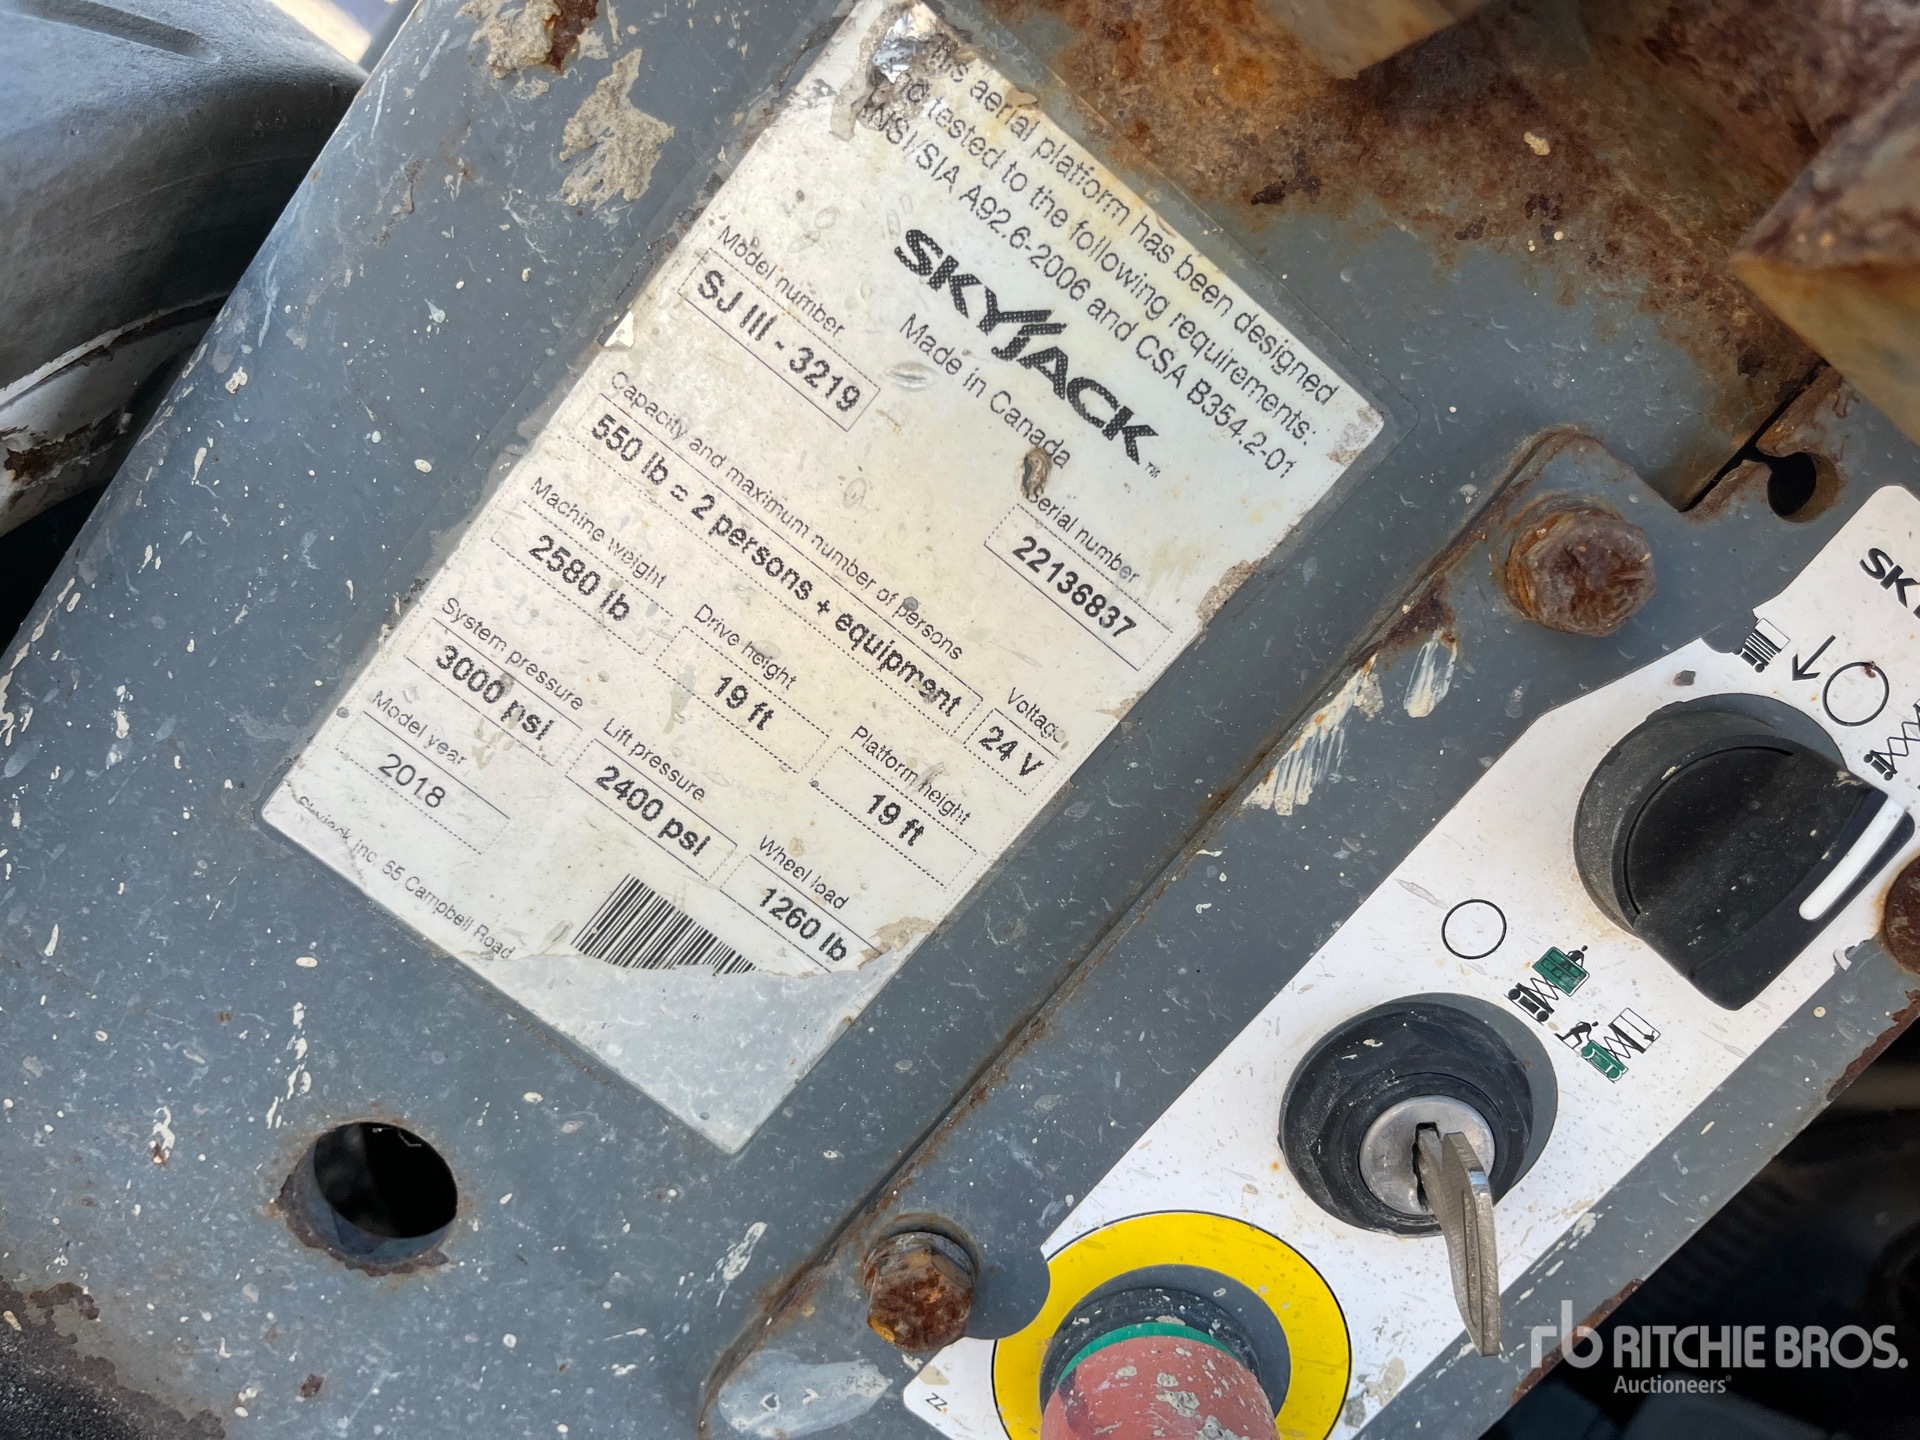 aerial platform has been designed
tested to the following requirements:
ANSI/SIA A92.6-2006 and CSA B354.2-01
SKYJACK™
Made in Canada
Model number
SJ III - 3219
Serial number
22136837
Capacity and maximum number of persons
550 lb = 2 persons + equipment
Voltage
24 V
Machine weight
2580 lb
Drive height
19 ft
Platform height
19 ft
System pressure
3000 psi
Lift pressure
2400 psi
Wheel load
1260 lb
Model year
2018
Skyjack Inc. 55 Campbell Road
SK
rb RITCHIE BROS.
Auctioneers